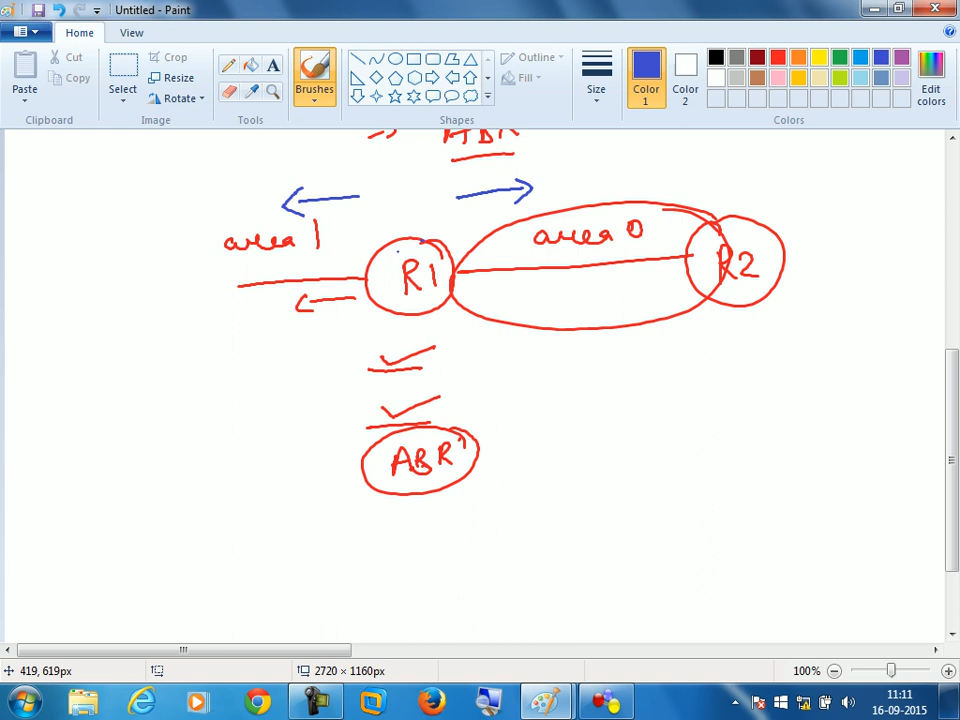 Untitled - Paint
Home View
Cut Crop Outline
Paste Copy Select Resize A Brushes Fill Size Color 1 Color 2 Edit colors
Rotate
Clipboard Image Tools Shapes Colors
ABR
area 1 area 0
R1 R2
ABR
419, 619px 2720 × 1160px 100%
11:11
16-09-2015